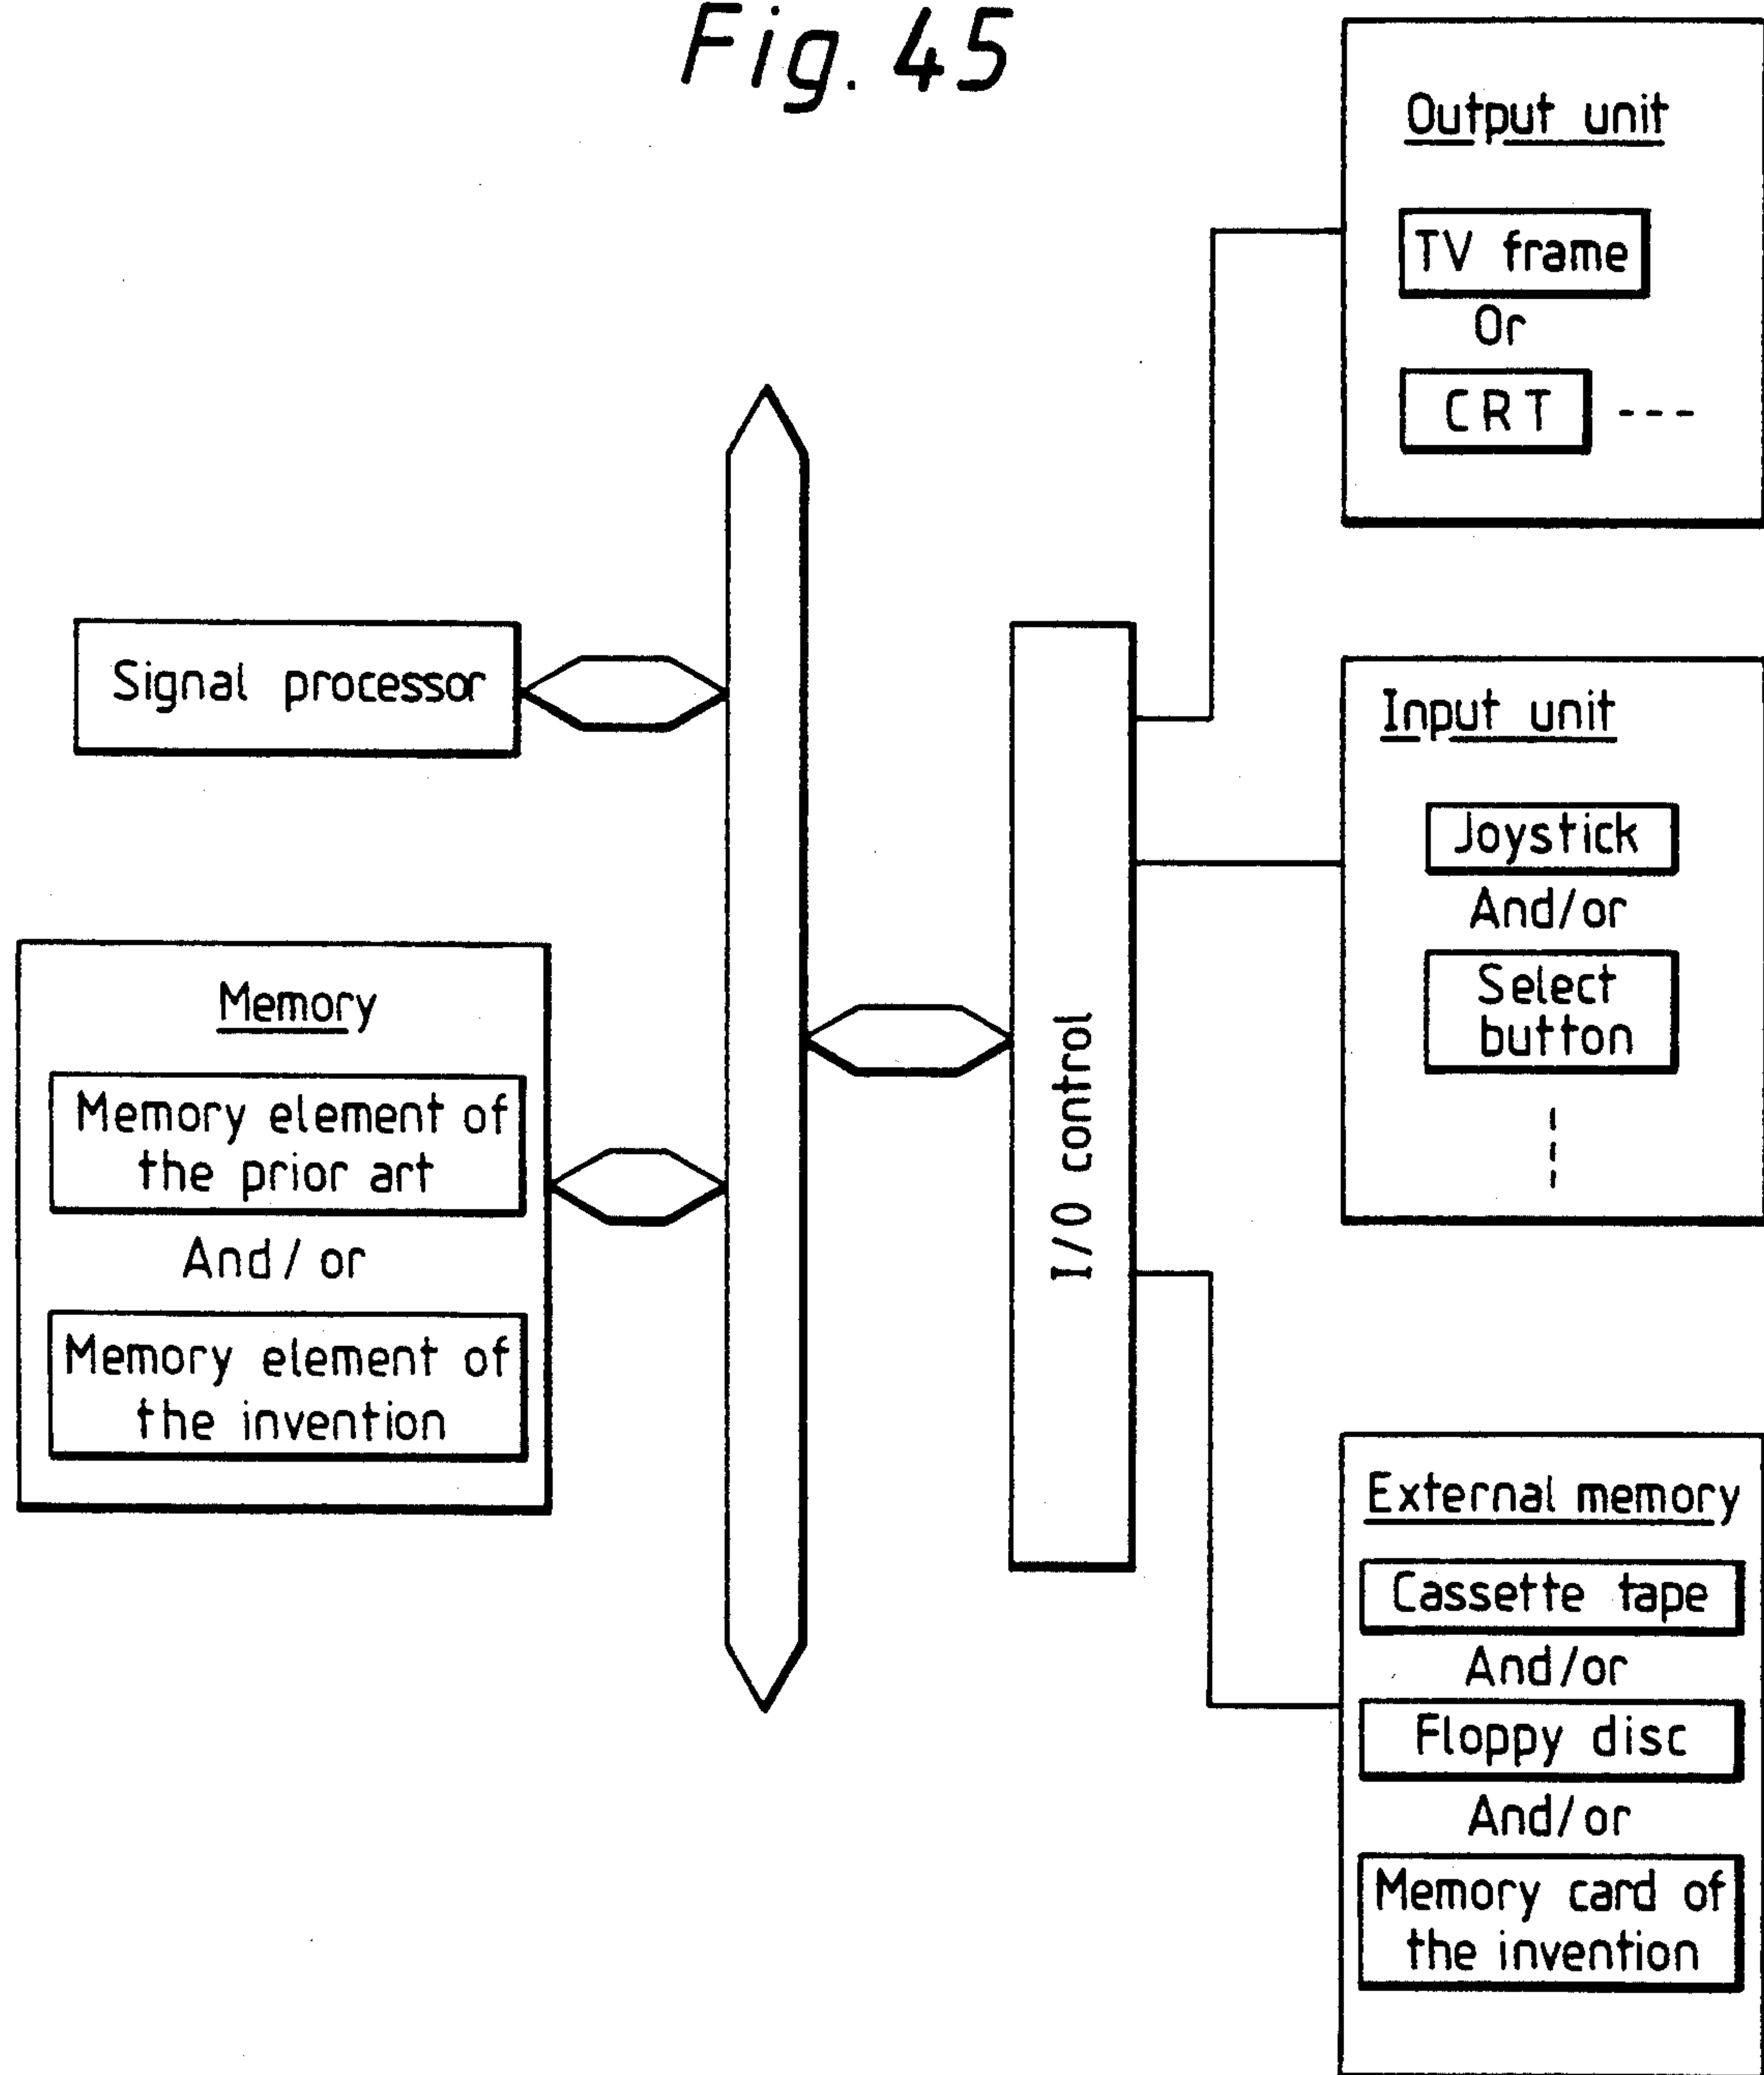 Fig. 45
Output unit
TV frame
Or
CRT ---
Signal processor
Input unit
Joystick
And/or
Select
button
Memory
Memory element of
the prior art
And/or
Memory element of
the invention
I/O control
External memory
Cassette tape
And/or
Floppy disc
And/or
Memory card of
the invention